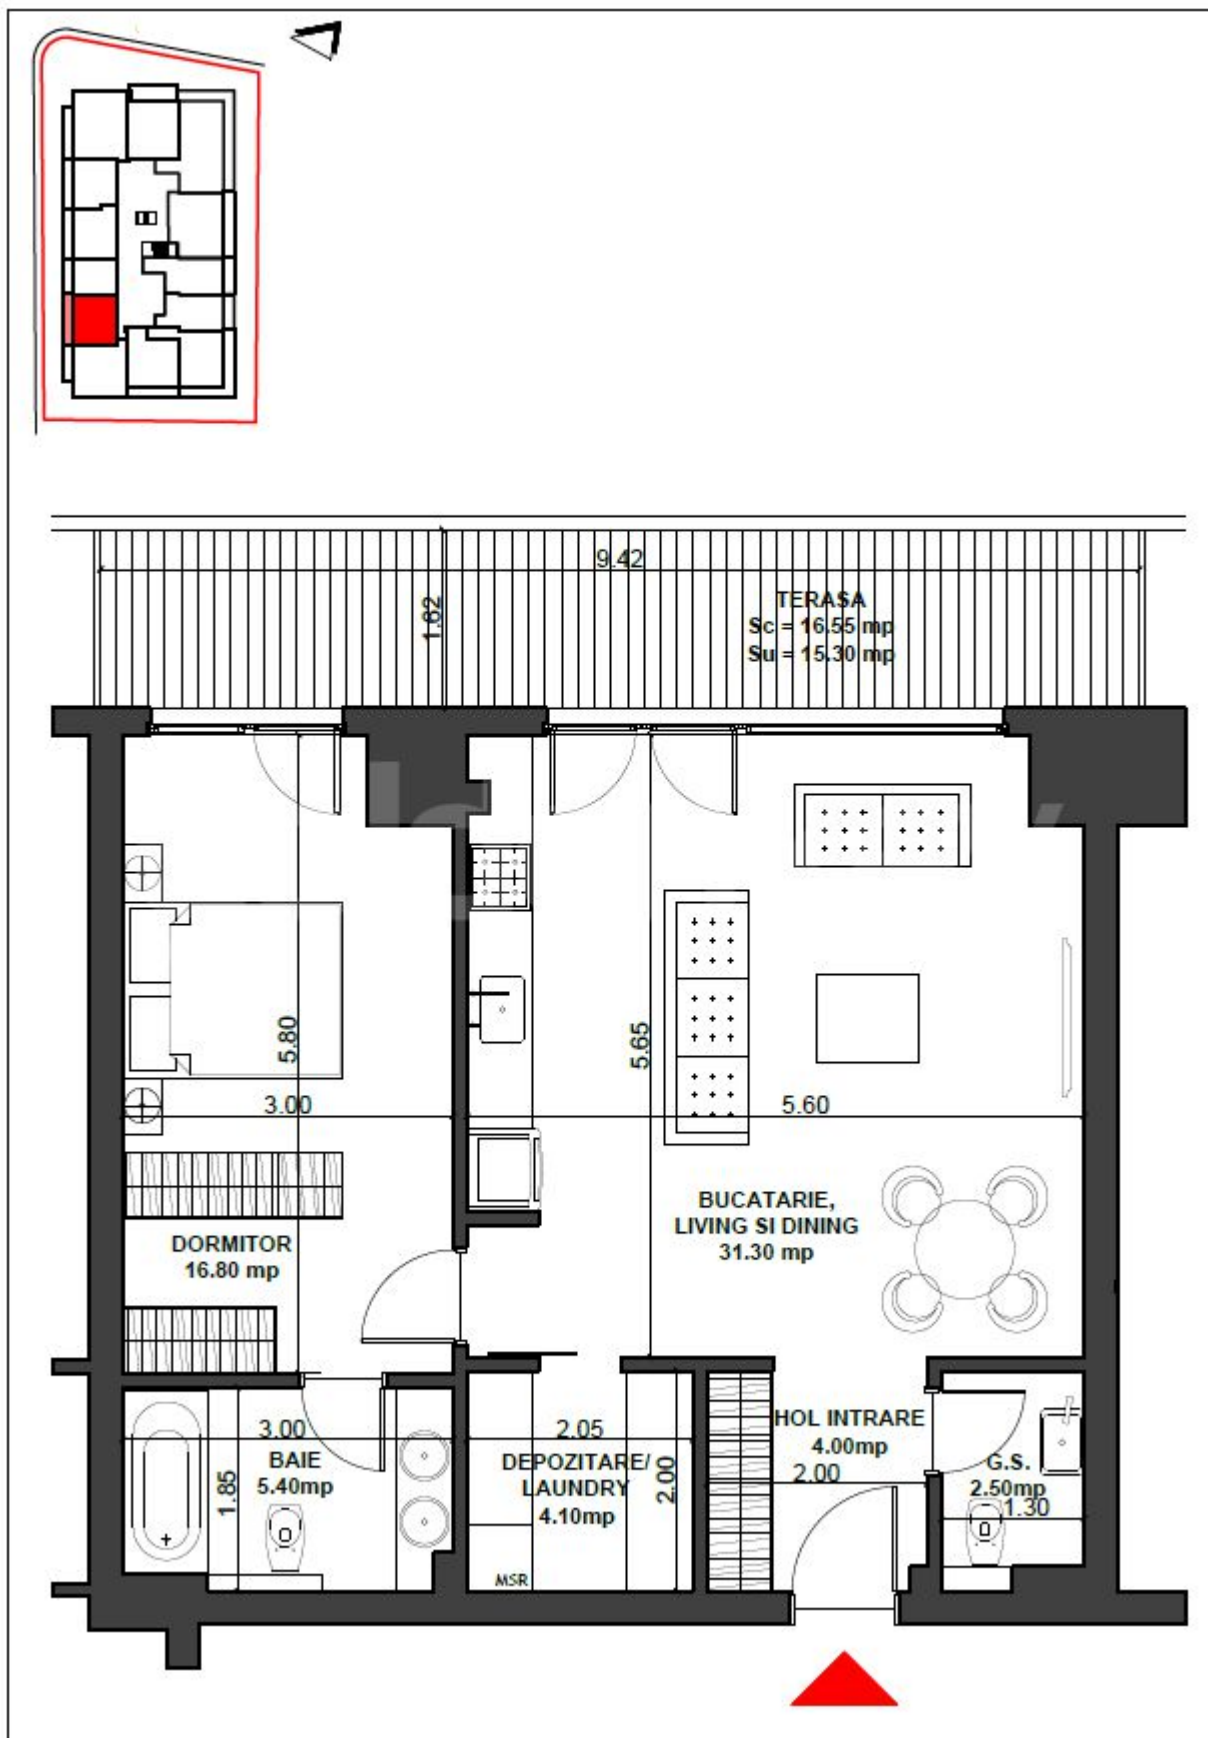 9.42
1.62
TERASA
Sc = 16.55 mp
Su = 15.30 mp
5.80
5.65
3.00
5.60
BUCATARIE,
LIVING SI DINING
31.30 mp
DORMITOR
16.80 mp
3.00
BAIE
5.40mp
1.85
2.05
DEPOZITARE/
LAUNDRY
4.10mp
2.00
MSR
HOL INTRARE
4.00mp
2.00
G.S.
2.50mp
1.30